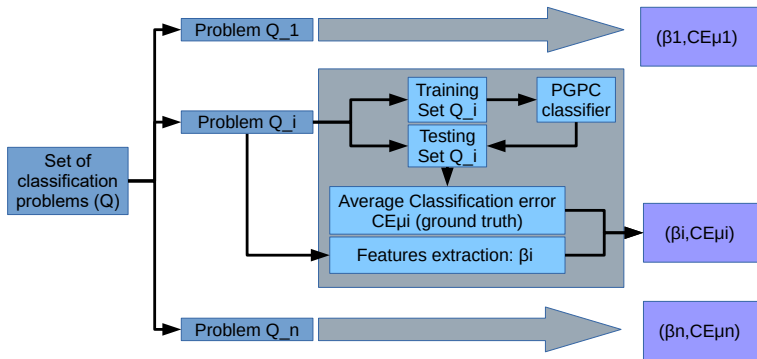 Problem Q_1
(β1,CEμ1)
Training
Set Q_i
PGPC
classifier
Problem Q_i
Testing
Set Q_i
Set of
classification
problems (Q)
Average Classification error
CEμi (ground truth)
(βi,CEμi)
Features extraction: βi
Problem Q_n
(βn,CEμn)